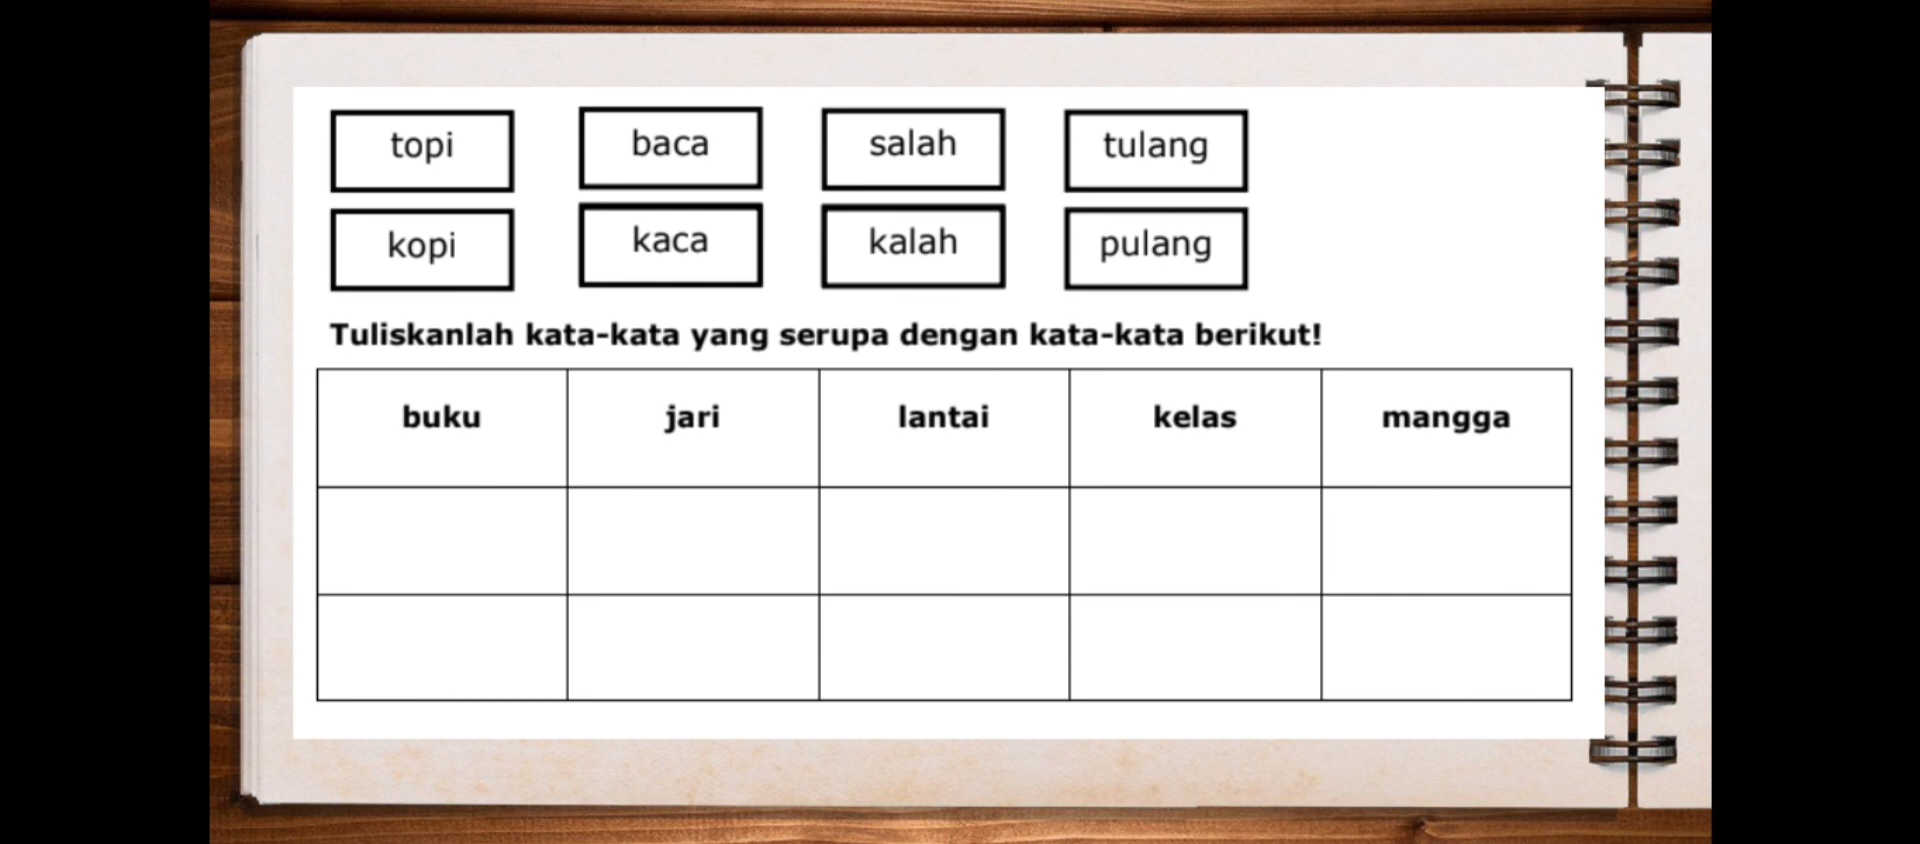 topi baca salah tulang
kopi kaca kalah pulang
Tuliskanlah kata-kata yang serupa dengan kata-kata berikut!
buku jari lantai kelas mangga